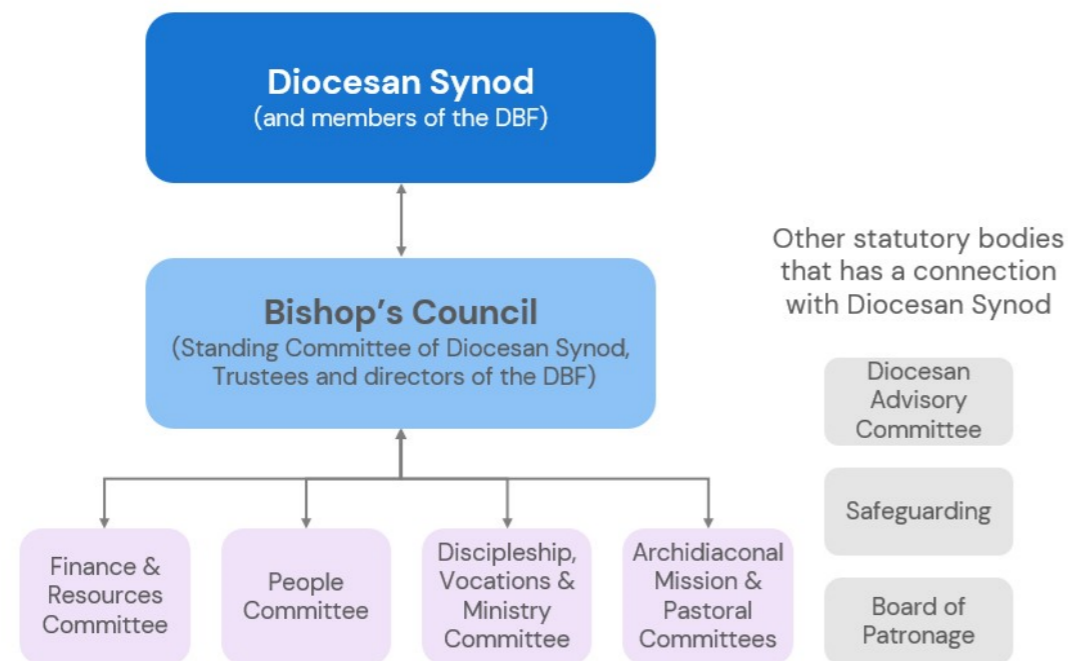 Diocesan Synod
(and members of the DBF)
Bishop's Council
(Standing Committee of Diocesan Synod,
Trustees and directors of the DBF)
Finance &
Resources
Committee
People
Committee
Discipleship,
Vocations &
Ministry
Committee
Archidiaconal
Mission &
Pastoral
Committees
Other statutory bodies
that has a connection
with Diocesan Synod
Diocesan
Advisory
Committee
Safeguarding
Board of
Patronage